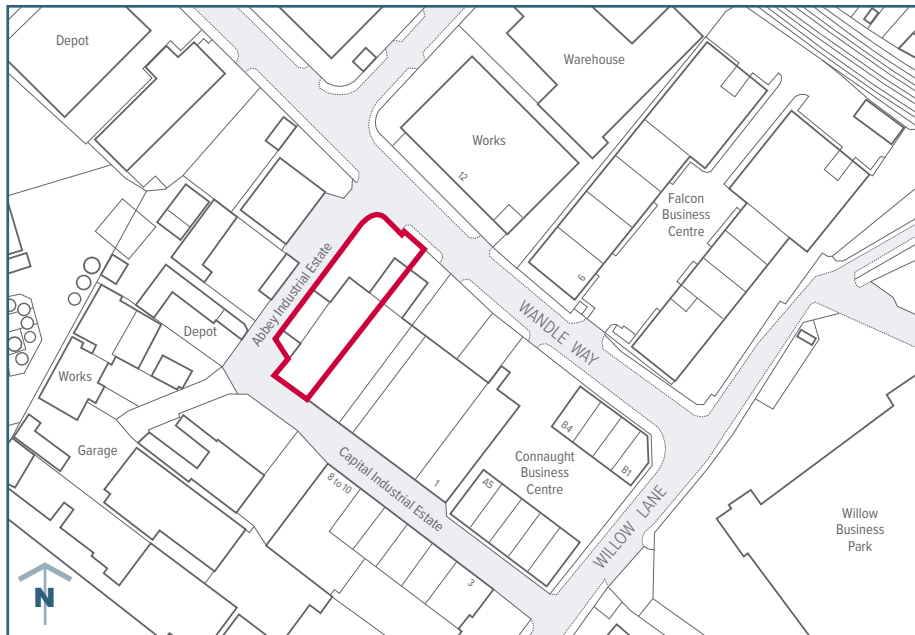 Depot
Warehouse
Works
12
Falcon
Business
Centre
6
Abbey Industrial Estate
WANDLE WAY
Depot
Works
Garage
Capital Industrial Estate
8 to 10
1
3
B4
B1
Connaught
Business
Centre
A5
WILLOW LANE
Willow
Business
Park
N